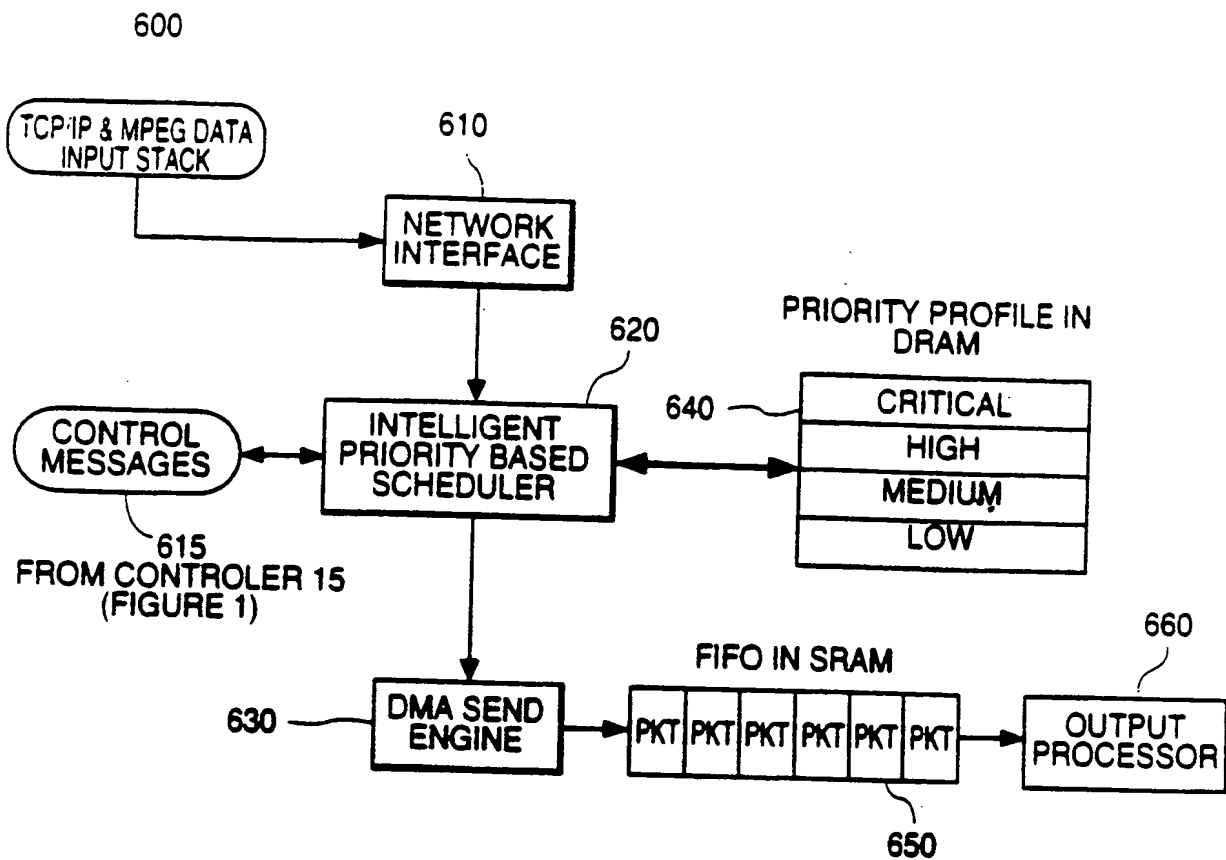 600
TCP/IP & MPEG DATA
INPUT STACK
610
NETWORK
INTERFACE
PRIORITY PROFILE IN
DRAM
620
640
CRITICAL
HIGH
MEDIUM
LOW
CONTROL
MESSAGES
INTELLIGENT
PRIORITY BASED
SCHEDULER
615
FROM CONTROLER 15
(FIGURE 1)
FIFO IN SRAM
660
630
DMA SEND
ENGINE
PKT PKT PKT PKT PKT PKT
OUTPUT
PROCESSOR
650